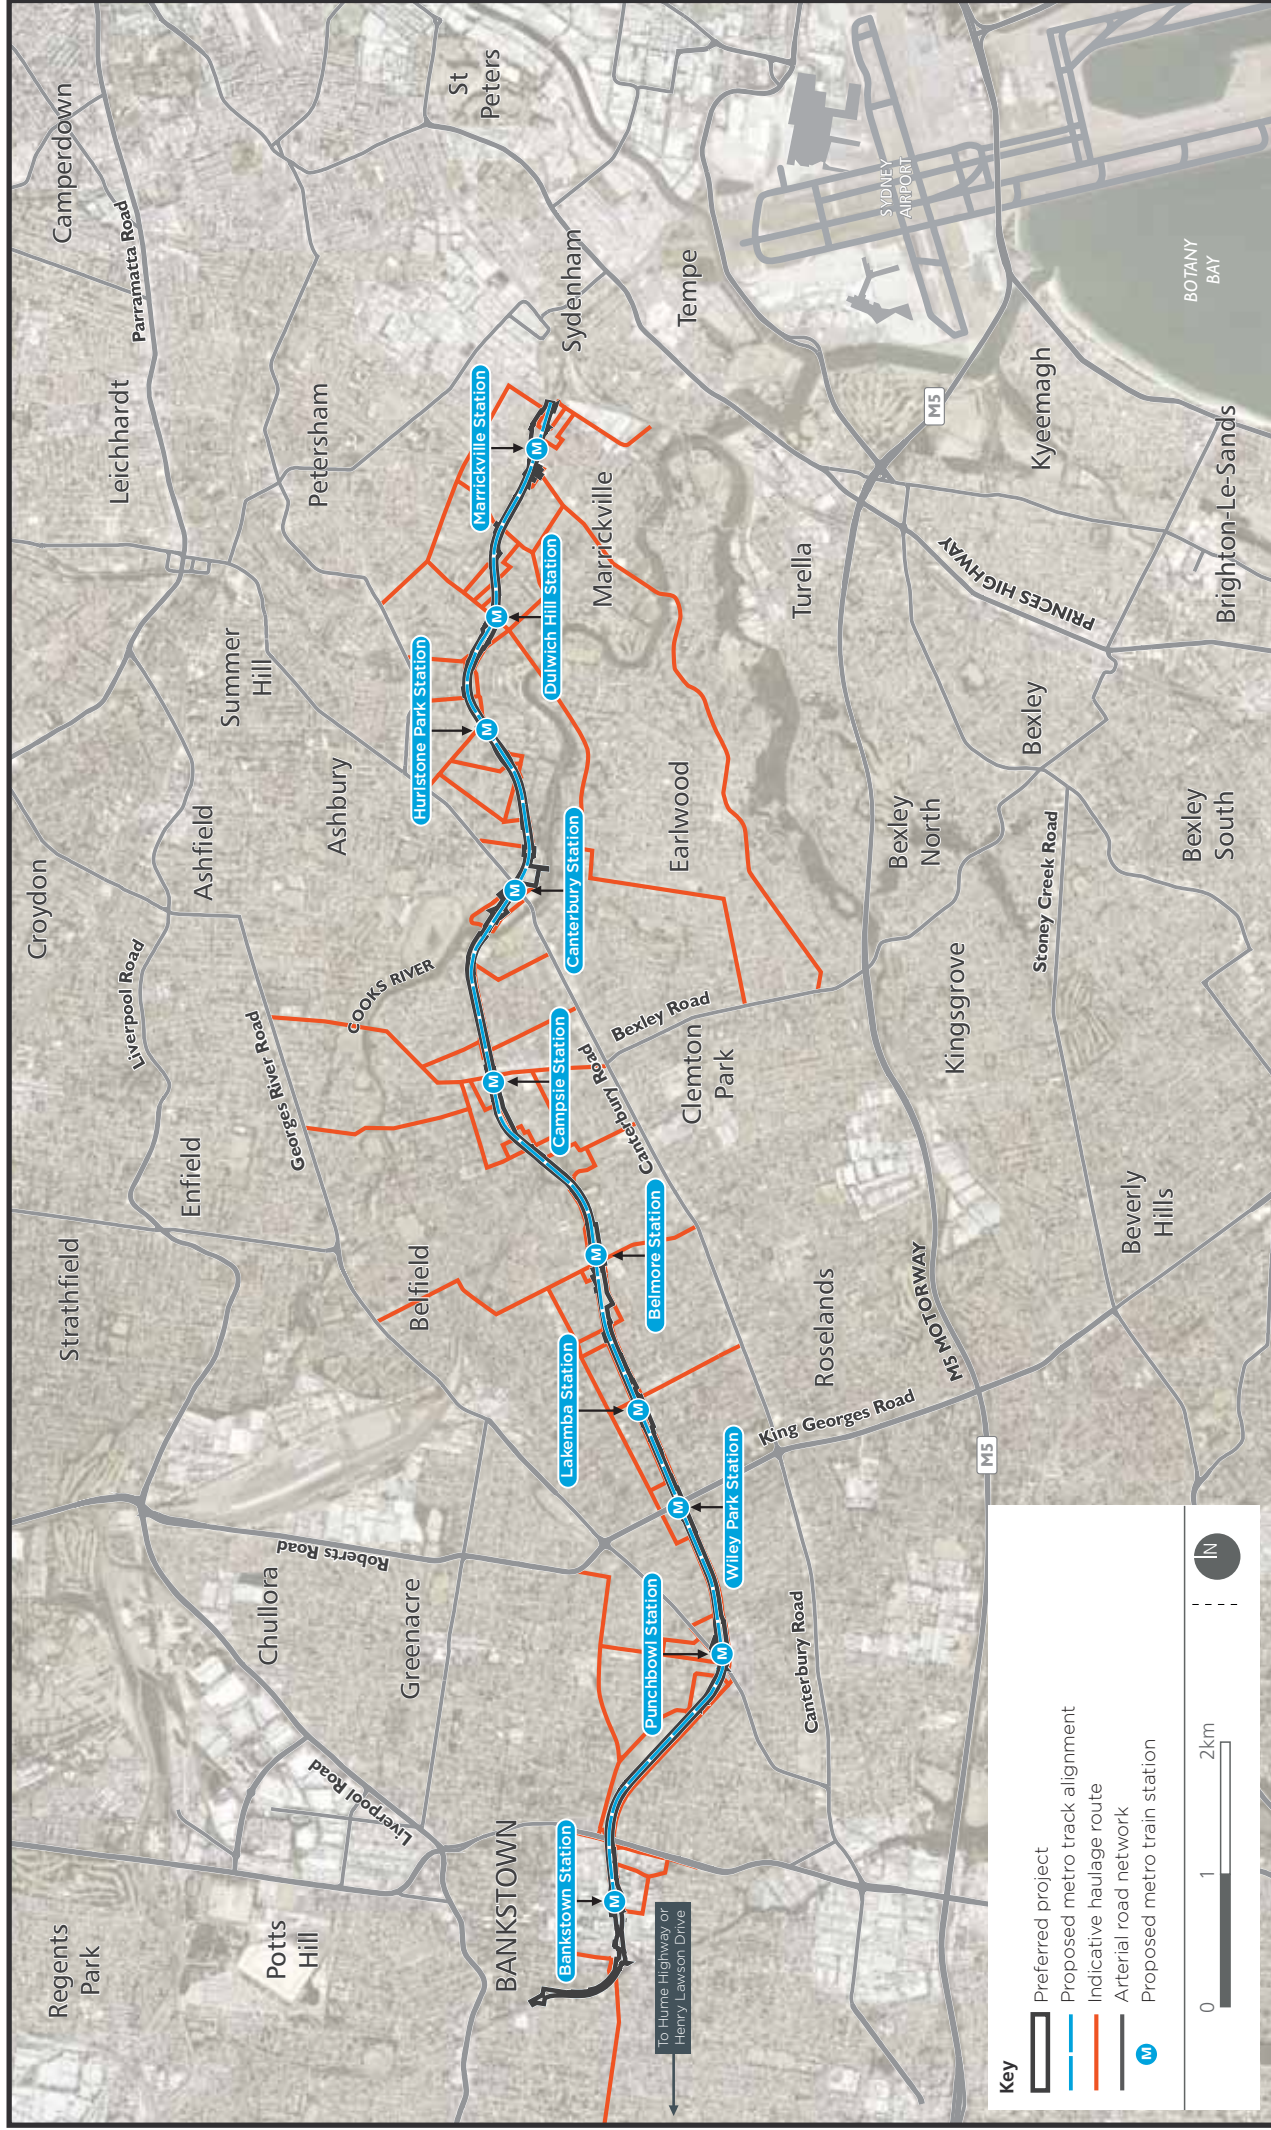 Regents
Park
Strathfield
Croydon
Camperdown
Potts
Hill
Chullora
Enfield
Liverpool Road
Ashfield
Summer
Hill
Leichhardt
Parramatta Road
Liverpool Road
Roberts Road
Greenacre
Georges River Road
Belfield
COOKS RIVER
Ashbury
Petersham
St
Peters
BANKSTOWN
Bankstown Station
Punchbowl Station
Wiley Park Station
Lakemba Station
Belmore Station
Campsie Station
Canterbury Station
Hurlstone Park Station
Dulwich Hill Station
Marrickville Station
M
M
M
M
M
M
M
M
M
M
Sydenham
Marrickville
Tempe
To Hume Highway or
Henry Lawson Drive
Canterbury Road
Canterbury Road
Bexley Road
Clemton
Park
Earlwood
Turella
King Georges Road
Roselands
M5 MOTORWAY
M5
M5
Kingsgrove
Bexley
North
Bexley
PRINCES HIGHWAY
Kyeemagh
SYDNEY
AIRPORT
BOTANY
BAY
Stoney Creek Road
Beverly
Hills
Bexley
South
Brighton-Le-Sands
Key
Preferred project
Proposed metro track alignment
Indicative haulage route
Arterial road network
M
Proposed metro train station
0
1
2km
N